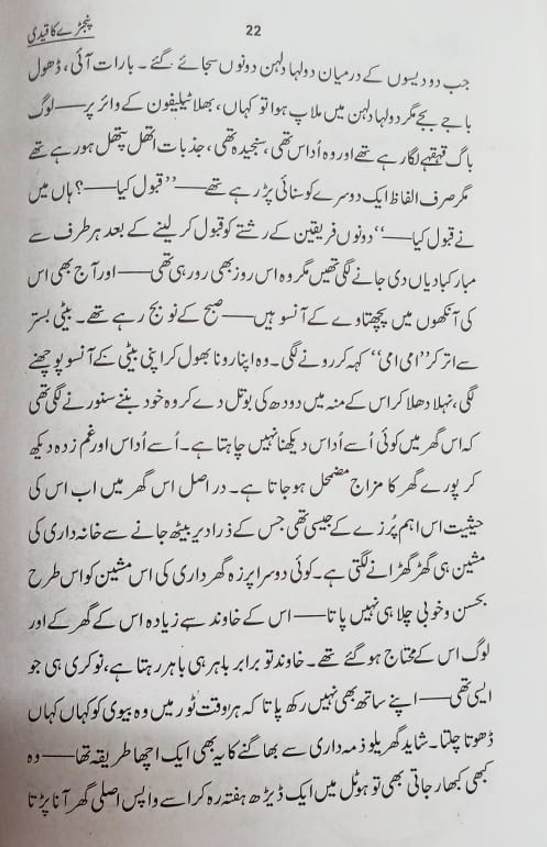 پنجڑے کا قیدی
22
جب دو دیسوں کے درمیان دولہا دلہن دونوں سجائے گئے۔ بارات آئی، ڈھول
باجے بجے مگر دولہا دلہن میں ملاپ ہوا تو کہاں، بھلا ٹیلیفون کے وائر پر——لوگ
باگ قہقہے لگا رہے تھے اور وہ اُداس تھی، سنجیدہ تھی، جذبات اتھل پتھل ہو رہے تھے
مگر صرف الفاظ ایک دوسرے کو سنائی پڑ رہے تھے——”قبول کیا——؟ ہاں میں
نے قبول کیا——“ دونوں فریقین کے رشتے کو قبول کر لینے کے بعد ہر طرف سے
مبارکبادیاں دی جانے لگی تھیں مگر وہ اس روز بھی رو رہی تھی——اور آج بھی اس
کی آنکھوں میں پچھتاوے کے آنسو ہیں——صبح کے نو بج رہے تھے۔ بیٹی بستر
سے اتر کر ”امی امی“ کہہ کر رونے لگی۔ وہ اپنا رونا بھول کر اپنی بیٹی کے آنسو پوچھنے
لگی، نہلا دھلا کر اس کے منہ میں دودھ کی بوتل دے کر وہ خود بننے سنورنے لگی تھی
کہ اس گھر میں کوئی اُسے اُداس دیکھنا نہیں چاہتا ہے۔ اُسے اُداس اور غم زدہ دیکھ
کر پورے گھر کا مزاج مضمحل ہو جاتا ہے۔ در اصل اس گھر میں اب اس کی
حیثیت اس اہم پُرزے کے جیسی تھی جس کے ذرا دیر بیٹھ جانے سے خانہ داری کی
مشین ہی گھڑ گھڑانے لگتی ہے۔ کوئی دوسرا پرزہ گھر داری کی اس مشین کو اس طرح
بحسن و خوبی چلا ہی نہیں پاتا——اس کے خاوند سے زیادہ اس کے گھر کے اور
لوگ اس کے محتاج ہو گئے تھے۔ خاوند تو برابر باہر ہی باہر رہتا ہے، نوکری ہی جو
ایسی تھی——اپنے ساتھ بھی نہیں رکھ پاتا کہ ہر وقت ٹور میں وہ بیوی کو کہاں کہاں
ڈھوتا چلتا۔ شاید گھریلو ذمہ داری سے بھاگنے کا یہ بھی ایک اچھا طریقہ تھا——وہ
کبھی کبھار جاتی بھی تو ہوٹل میں ایک ڈیڑھ ہفتہ رہ کر اسے واپس اصلی گھر آنا پڑتا